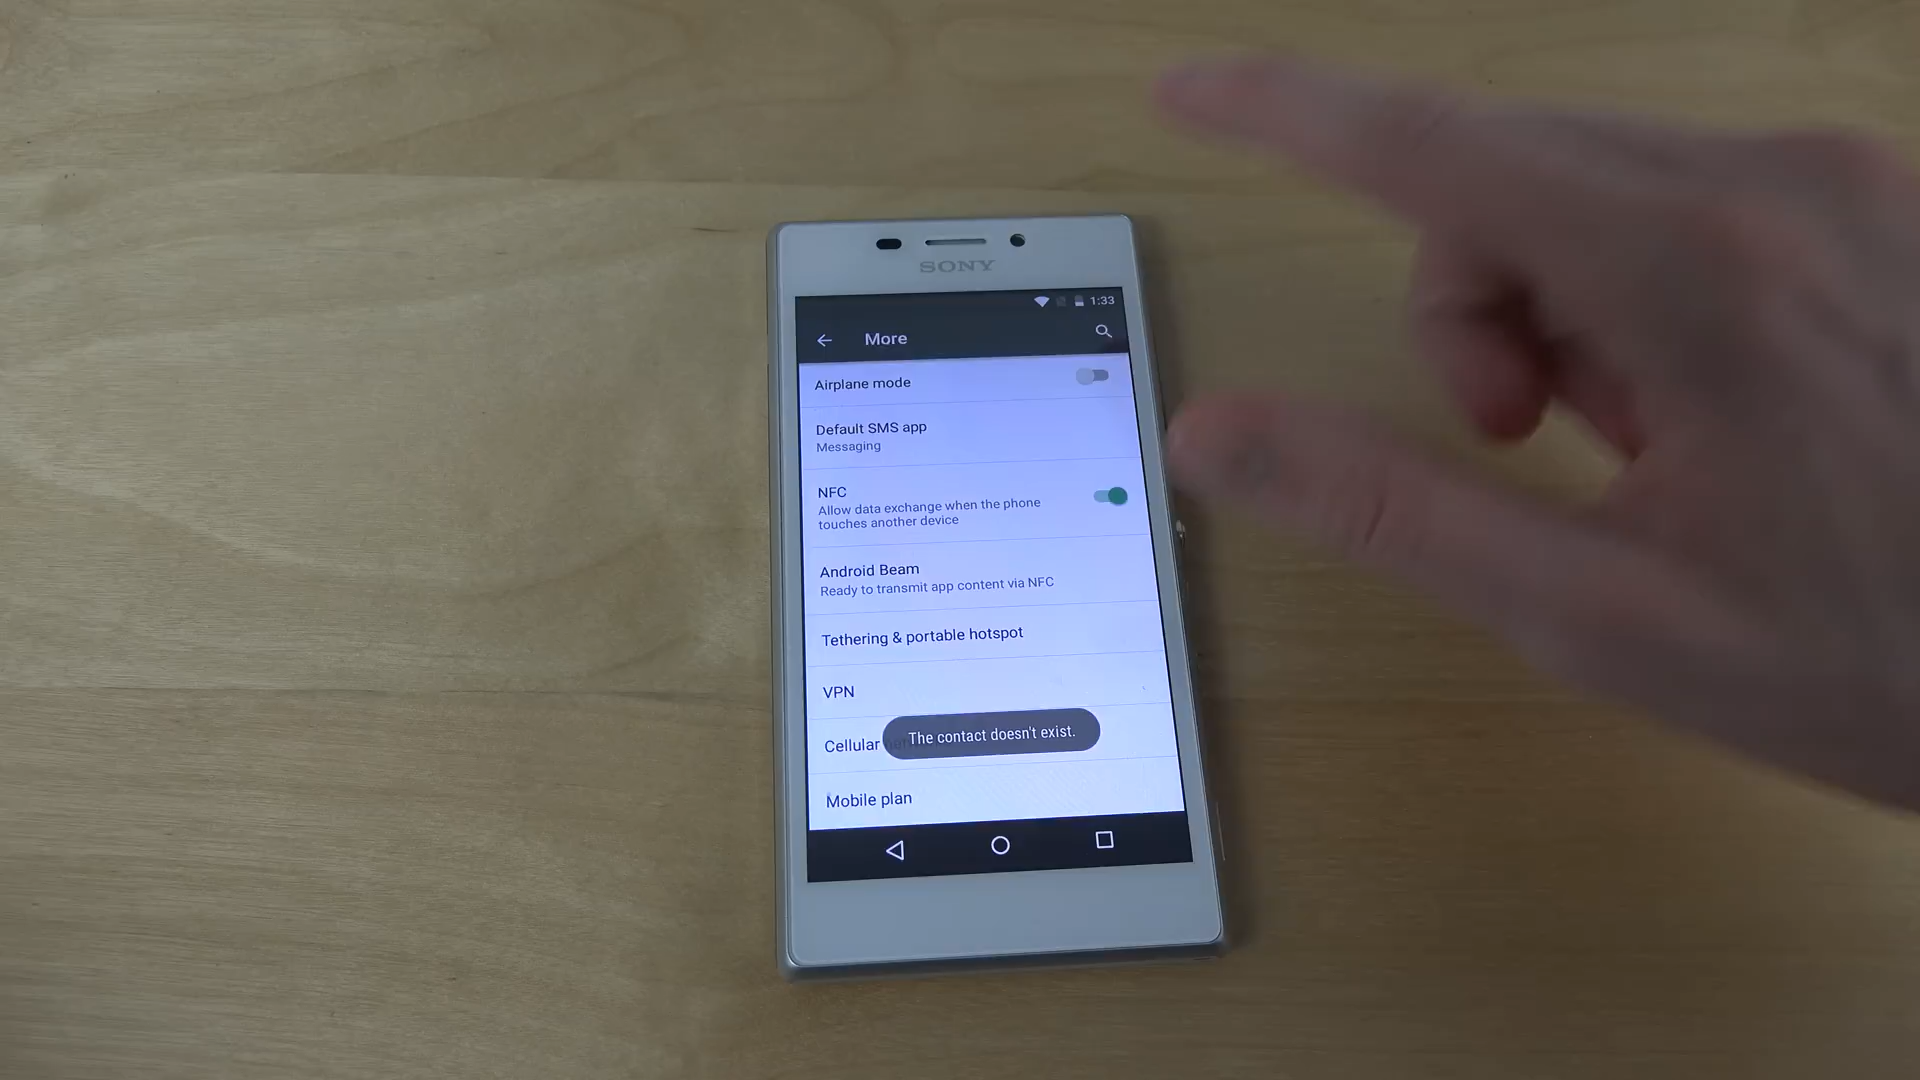 SONY
1:33
More
Airplane mode
Default SMS app
Messaging
NFC
Allow data exchange when the phone
touches another device
Android Beam
Ready to transmit app content via NFC
Tethering & portable hotspot
VPN
Cellular
The contact doesn't exist.
Mobile plan